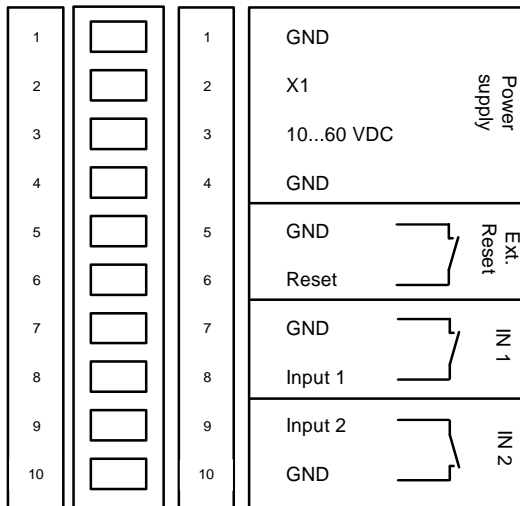 1 1 GND
2 2 X1
3 3 10...60 VDC
4 4 GND
Power
supply
5 5 GND
6 6 Reset
Ext.
Reset
7 7 GND
8 8 Input 1
IN 1
9 9 Input 2
10 10 GND
IN 2